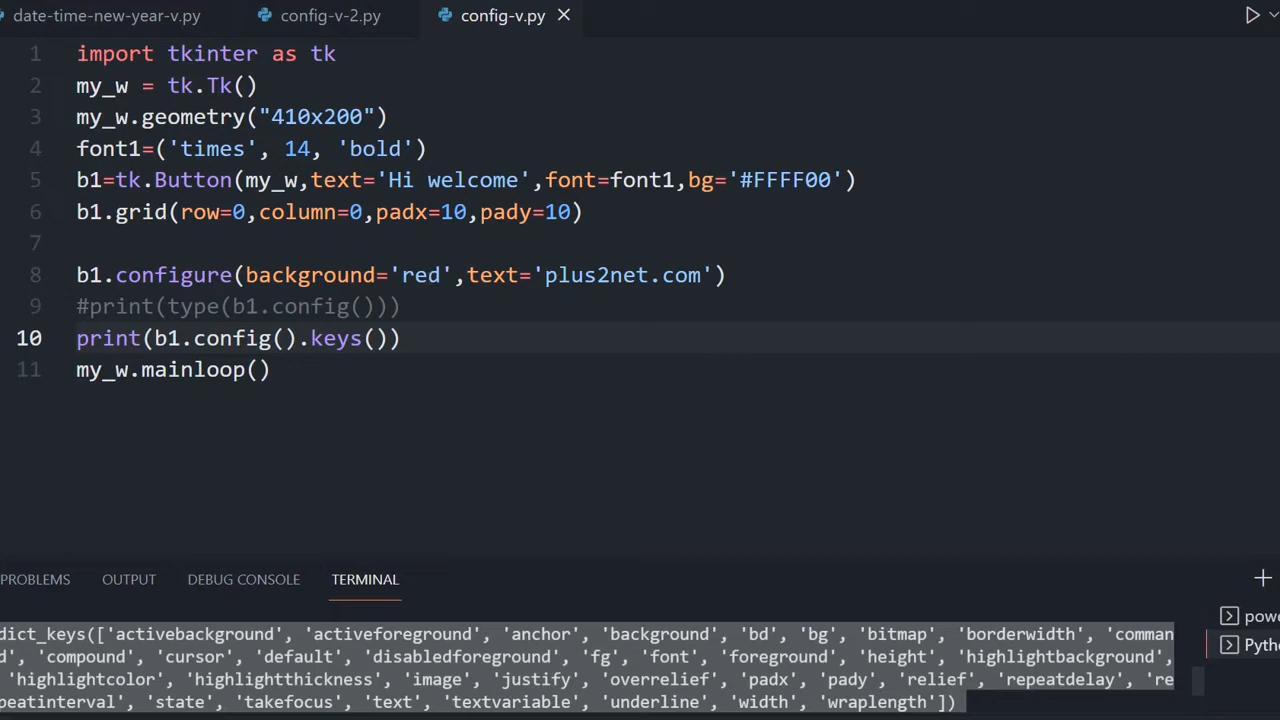 date-time-new-year-v.py config-v-2.py config-v.py
1 import tkinter as tk
2 my_w = tk.Tk()
3 my_w.geometry("410x200")
4 font1=('times', 14, 'bold')
5 b1=tk.Button(my_w,text='Hi welcome',font=font1,bg='#FFFF00')
6 b1.grid(row=0,column=0,padx=10,pady=10)
7
8 b1.configure(background='red',text='plus2net.com')
9 #print(type(b1.config()))
10 print(b1.config().keys())
11 my_w.mainloop()
PROBLEMS OUTPUT DEBUG CONSOLE TERMINAL
dict_keys(['activebackground', 'activeforeground', 'anchor', 'background', 'bd', 'bg', 'bitmap', 'borderwidth', 'comman
d', 'compound', 'cursor', 'default', 'disabledforeground', 'fg', 'font', 'foreground', 'height', 'highlightbackground',
'highlightcolor', 'highlightthickness', 'image', 'justify', 'overrelief', 'padx', 'pady', 'relief', 'repeatdelay', 're
peatinterval', 'state', 'takefocus', 'text', 'textvariable', 'underline', 'width', 'wraplength'])
powe
Pytho